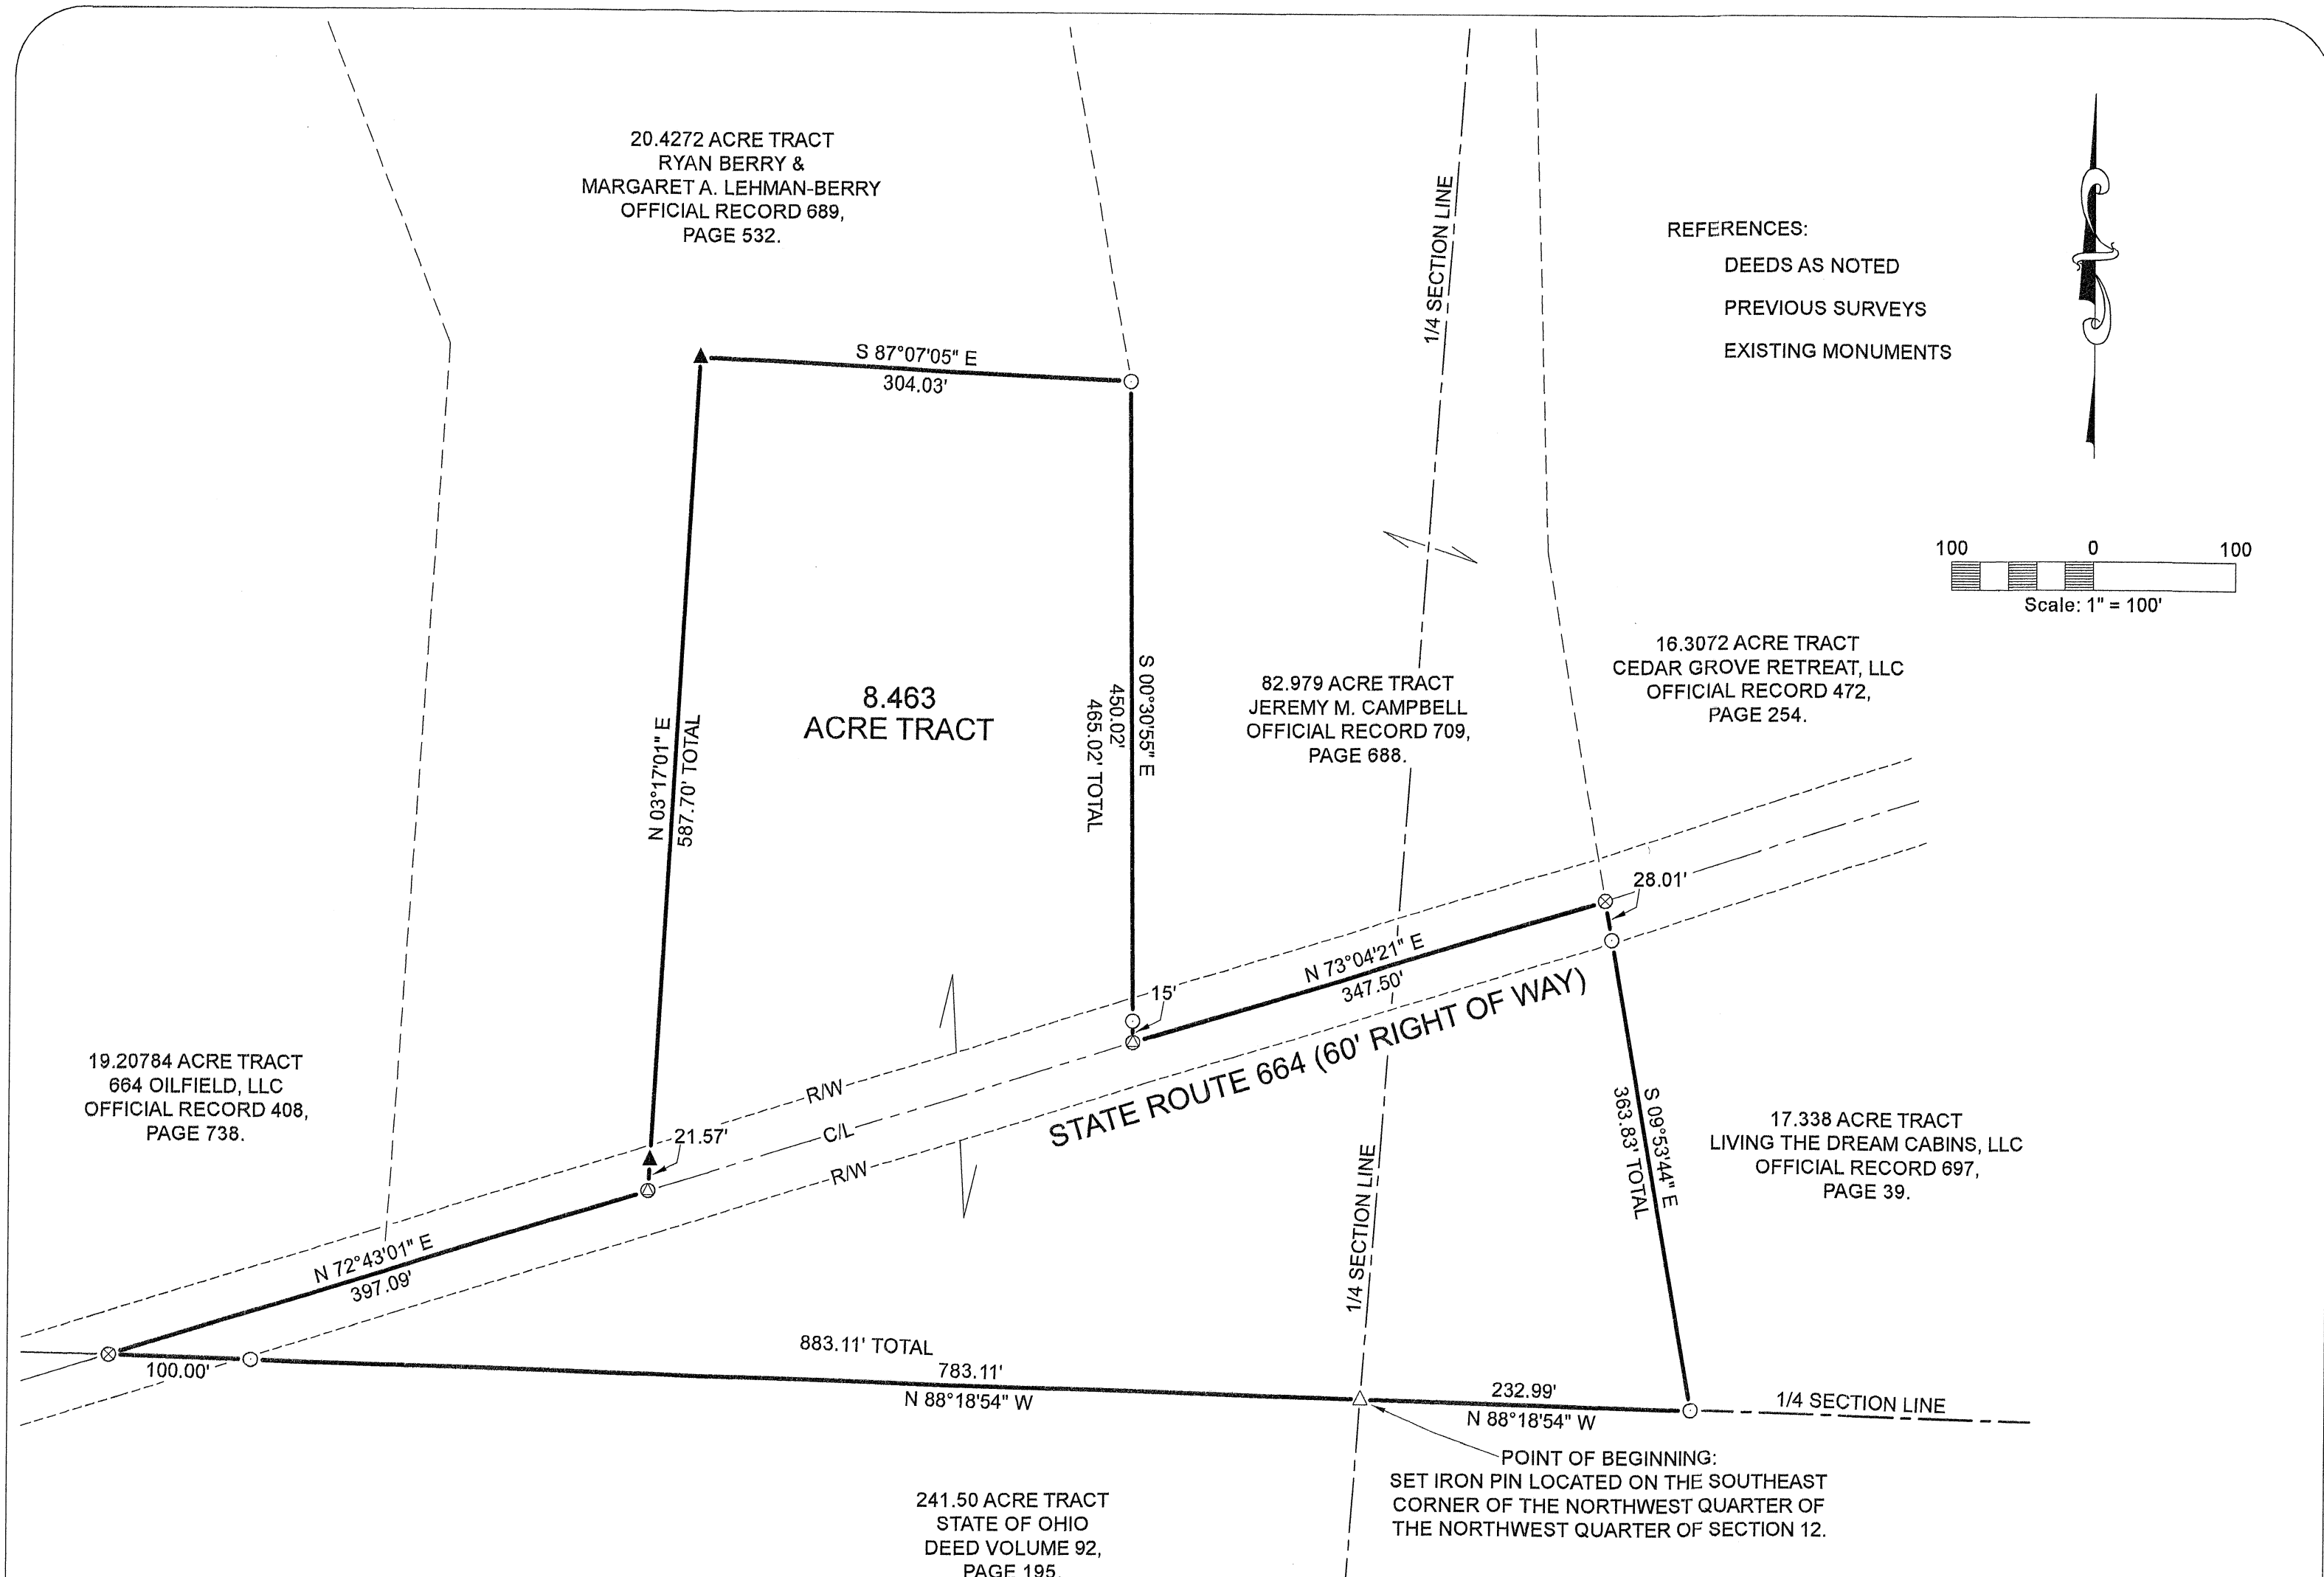 20.4272 ACRE TRACT
RYAN BERRY &
MARGARET A. LEHMAN-BERRY
OFFICIAL RECORD 689,
PAGE 532.
1/4 SECTION LINE
REFERENCES:
DEEDS AS NOTED
PREVIOUS SURVEYS
EXISTING MONUMENTS
S 87°07'05" E
304.03'
100 0 100
Scale: 1" = 100'
N 03°17'01" E
587.70' TOTAL
8.463
ACRE TRACT
S 00°30'55" E
450.02'
465.02' TOTAL
82.979 ACRE TRACT
JEREMY M. CAMPBELL
OFFICIAL RECORD 709,
PAGE 688.
16.3072 ACRE TRACT
CEDAR GROVE RETREAT, LLC
OFFICIAL RECORD 472,
PAGE 254.
28.01'
N 73°04'21" E
347.50'
15'
STATE ROUTE 664 (60' RIGHT OF WAY)
R/W
C/L
R/W
21.57'
19.20784 ACRE TRACT
664 OILFIELD, LLC
OFFICIAL RECORD 408,
PAGE 738.
S 09°53'44" E
363.83' TOTAL
17.338 ACRE TRACT
LIVING THE DREAM CABINS, LLC
OFFICIAL RECORD 697,
PAGE 39.
1/4 SECTION LINE
N 72°43'01" E
397.09'
100.00'
883.11' TOTAL
783.11'
N 88°18'54" W
232.99'
N 88°18'54" W
1/4 SECTION LINE
POINT OF BEGINNING:
SET IRON PIN LOCATED ON THE SOUTHEAST
CORNER OF THE NORTHWEST QUARTER OF
THE NORTHWEST QUARTER OF SECTION 12.
241.50 ACRE TRACT
STATE OF OHIO
DEED VOLUME 92,
PAGE 195.